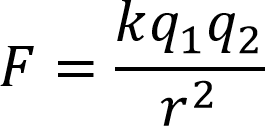 F = kq₁q₂ / r²